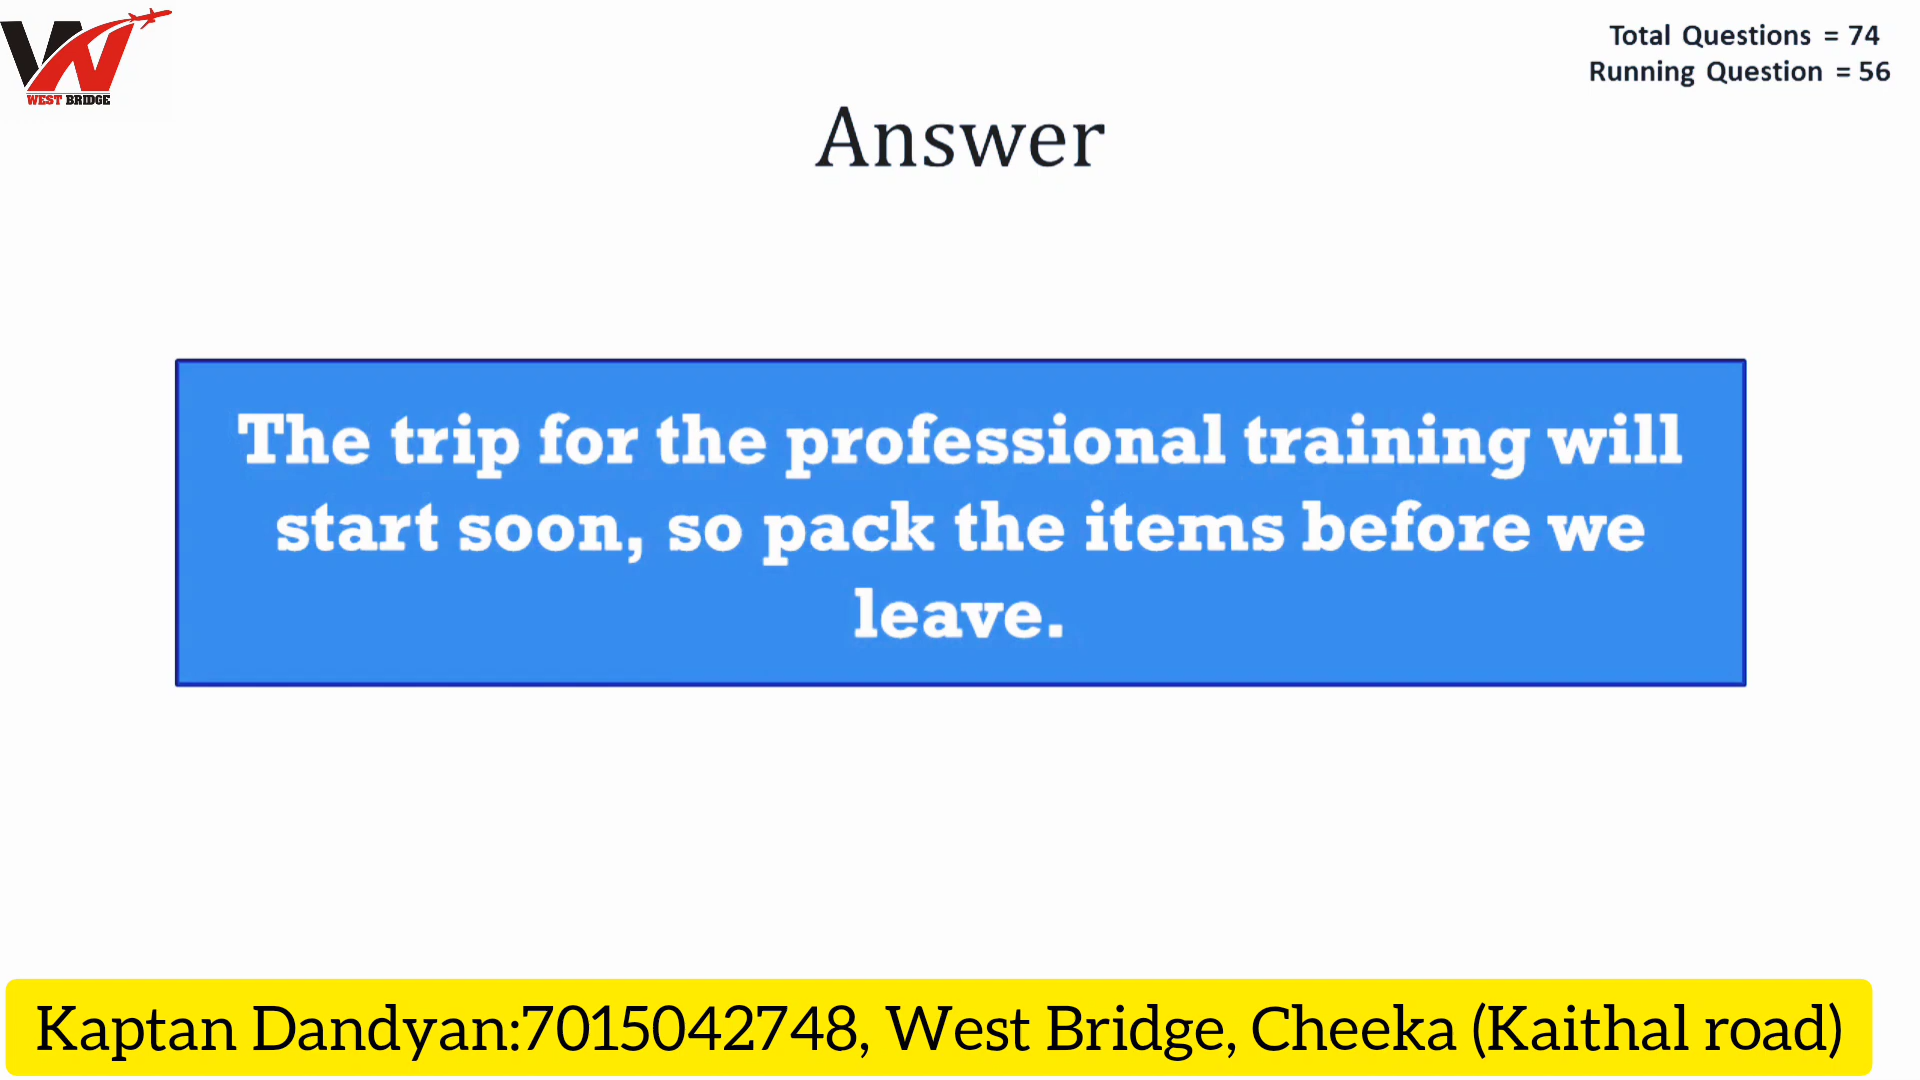 WEST BRIDGE
Total Questions = 74
Running Question = 56
Answer
The trip for the professional training will
start soon, so pack the items before we
leave.
Kaptan Dandyan:7015042748, West Bridge, Cheeka (Kaithal road)